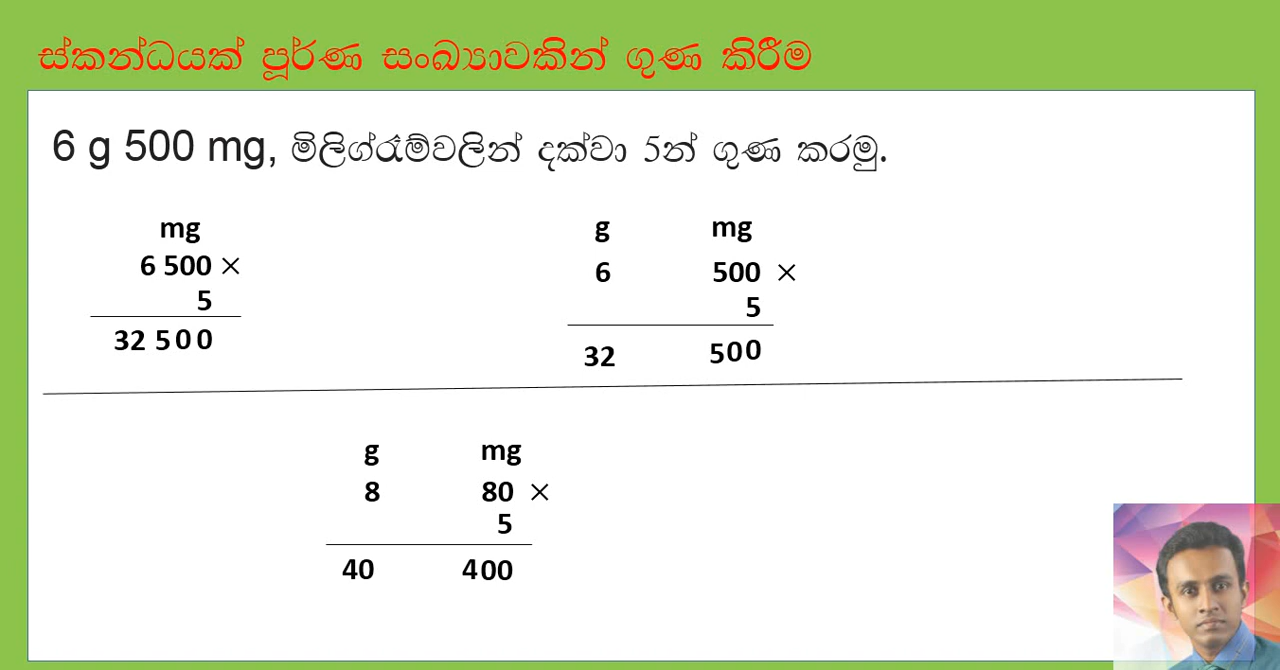 ස්කන්ධයක් පූර්ණ සංඛ්‍යාවකින් ගුණ කිරීම
6 g 500 mg, මිලිග්රෑම්වලින් දක්වා 5න් ගුණ කරමු.
mg
6 500 ×
5
32 500
g mg
6 500 ×
5
32 500
g mg
8 80 ×
5
40 400